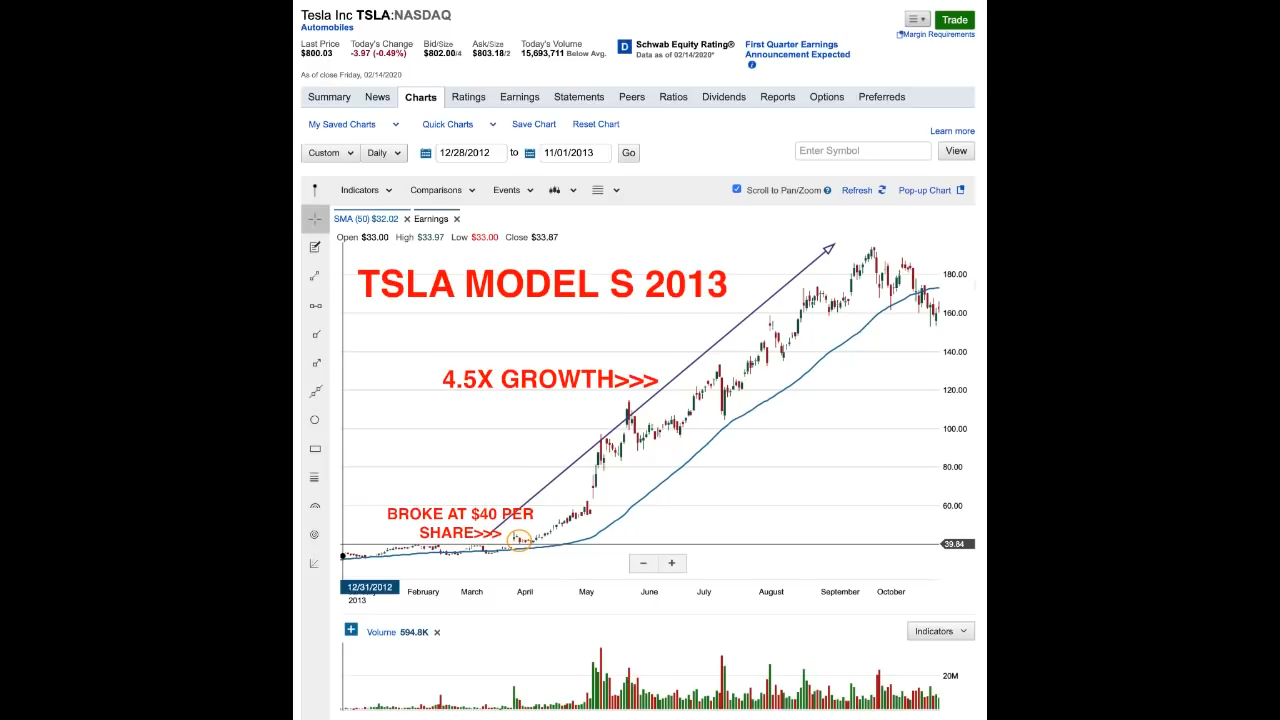 Tesla Inc TSLA:NASDAQ
Automobiles
Trade
Margin Requirements
Last Price Today's Change Bid/Size Ask/Size Today's Volume
$800.03 -3.97 (-0.49%) $802.00/4 $803.18/2 15,693,711 Below Avg.
D Schwab Equity Rating®
Data as of 02/14/2020*
First Quarter Earnings
Announcement Expected
As of close Friday, 02/14/2020
Summary News Charts Ratings Earnings Statements Peers Ratios Dividends Reports Options Preferreds
My Saved Charts Quick Charts Save Chart Reset Chart
Learn more
Custom Daily 12/28/2012 to 11/01/2013 Go Enter Symbol View
Indicators Comparisons Events Scroll to Pan/Zoom Refresh Pop-up Chart
SMA (50) $32.02 Earnings
Open $33.00 High $33.97 Low $33.00 Close $33.87
TSLA MODEL S 2013
4.5X GROWTH>>>
BROKE AT $40 PER
SHARE>>>
180.00
160.00
140.00
120.00
100.00
80.00
60.00
39.84
12/31/2012 February March April May June July August September October
2013
Volume 594.8K
Indicators
20M